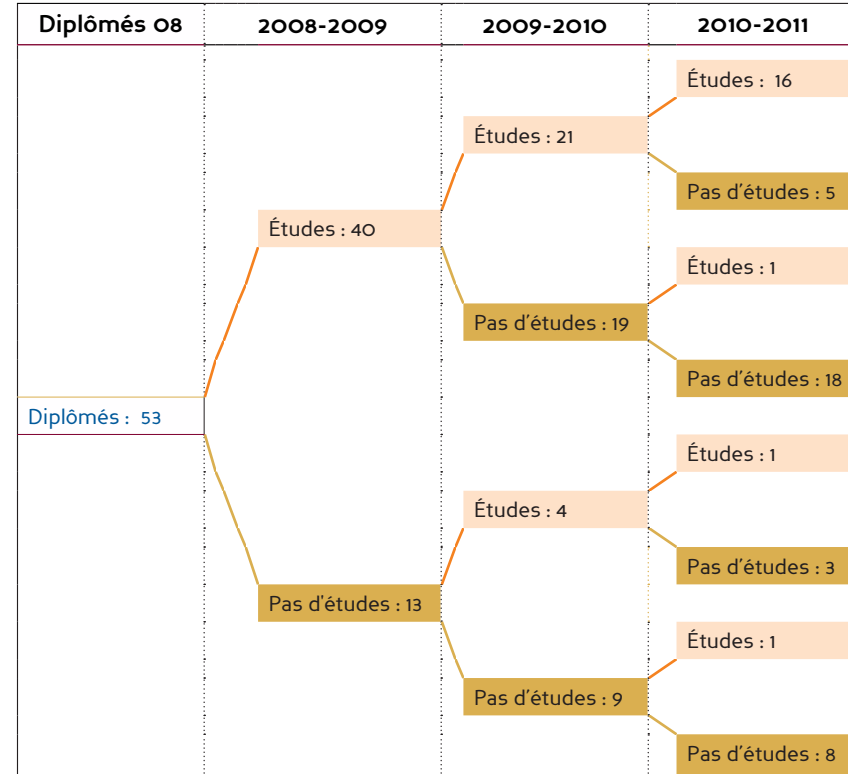 Diplômés 08 2008-2009 2009-2010 2010-2011
Études : 16
Études : 21
Pas d'études : 5
Études : 40
Études : 1
Pas d'études : 19
Pas d'études : 18
Diplômés : 53
Études : 1
Études : 4
Pas d'études : 3
Pas d'études : 13
Études : 1
Pas d'études : 9
Pas d'études : 8